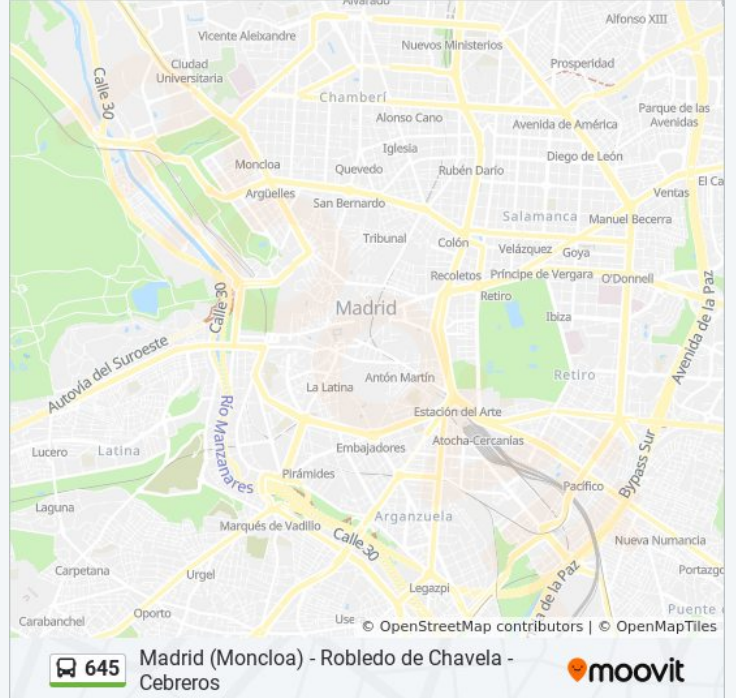 Alvarado
Alfonso XIII
Vicente Aleixandre
Nuevos Ministerios
Ciudad
Universitaria
Prosperidad
Calle 30
Chamberí
Parque de las
Avenidas
Alonso Cano
Avenida de América
Iglesia
Diego de León
Moncloa
Quevedo
Rubén Darío
El Ca
Argüelles
Ventas
San Bernardo
Salamanca
Manuel Becerra
Tribunal
Colón
Velázquez
Goya
Recoletos
Príncipe de Vergara
O'Donnell
Calle 30
Retiro
Madrid
Ibiza
Avenida de la Paz
Autovía del Suroeste
La Latina
Antón Martín
Retiro
Estación del Arte
Río Manzanares
Atocha-Cercanías
Lucero
Latina
Embajadores
Bypass Sur
Pirámides
Pacífico
Laguna
Arganzuela
Marqués de Vadillo
Calle 30
Nueva Numancia
Carpetana
Urgel
Portazgo
Legazpi
a de la Paz
Oporto
Puente
Carabanchel
Use
© OpenStreetMap contributors | © OpenMapTiles
645
Madrid (Moncloa) - Robledo de Chavela -
Cebreros
moovit